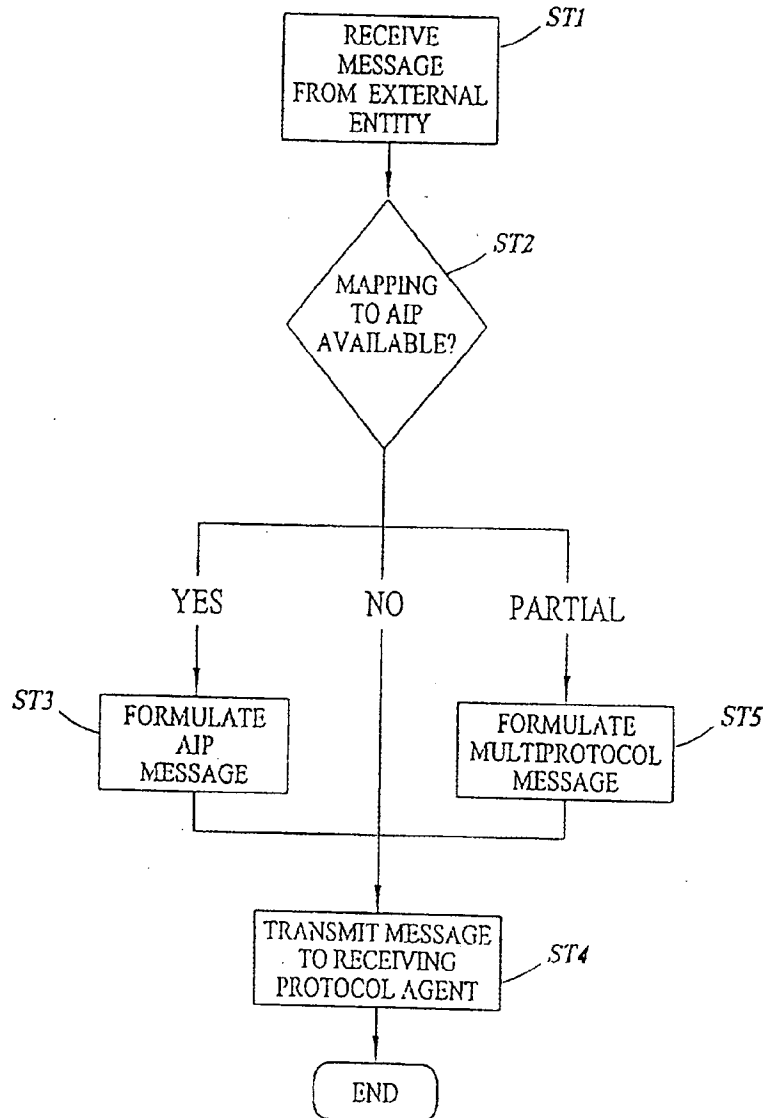 ST1
RECEIVE
MESSAGE
FROM EXTERNAL
ENTITY
ST2
MAPPING
TO AIP
AVAILABLE?
YES
NO
PARTIAL
ST3
FORMULATE
AIP
MESSAGE
FORMULATE
MULTIPROTOCOL
MESSAGE
ST5
TRANSMIT MESSAGE
TO RECEIVING
PROTOCOL AGENT
ST4
END